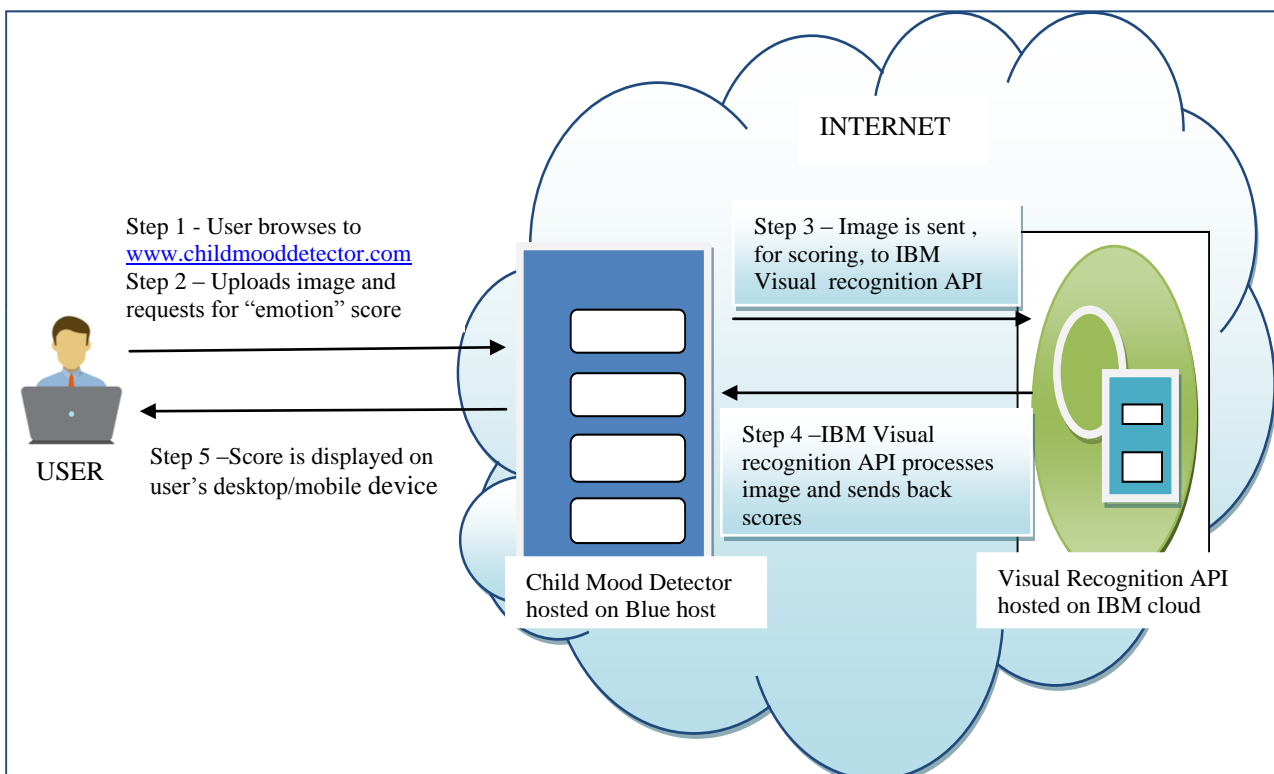 INTERNET
Step 1 - User browses to
www.childmooddetector.com
Step 2 – Uploads image and
requests for “emotion” score
Step 3 – Image is sent ,
for scoring, to IBM
Visual recognition API
USER
Step 5 –Score is displayed on
user’s desktop/mobile device
Step 4 –IBM Visual
recognition API processes
image and sends back
scores
Child Mood Detector
hosted on Blue host
Visual Recognition API
hosted on IBM cloud